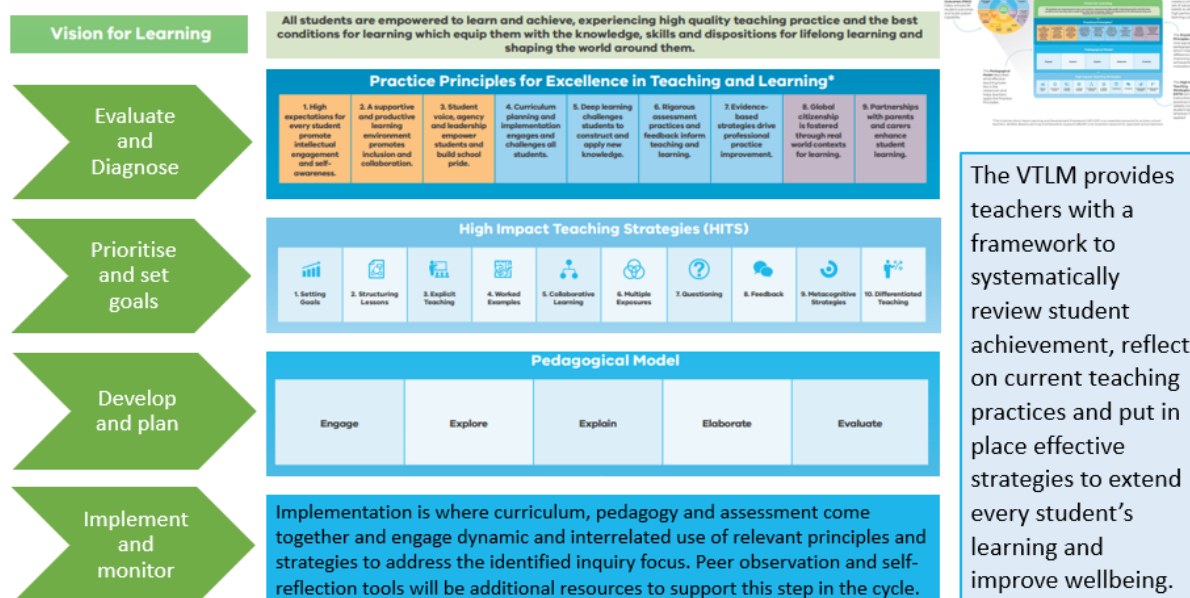 Vision for Learning
All students are empowered to learn and achieve, experiencing high quality teaching practice and the best
conditions for learning which equip them with the knowledge, skills and dispositions for lifelong learning and
shaping the world around them.
Evaluate
and
Diagnose
Practice Principles for Excellence in Teaching and Learning*
1. High
expectations for
every student
promote
intellectual
engagement
and self-
awareness.
2. A supportive
and productive
learning
environment
promotes
inclusion and
collaboration.
3. Student
voice, agency
and leadership
empower
students and
build school
pride.
4. Curriculum
planning and
implementation
engages and
challenges all
students.
5. Deep learning
challenges
students to
construct and
apply new
knowledge.
6. Rigorous
assessment
practices and
feedback inform
teaching and
learning.
7. Evidence-
based
strategies drive
professional
practice
improvement.
8. Global
citizenship
is fostered
through real
world contexts
for learning.
9. Partnerships
with parents
and carers
enhance
student
learning.
Prioritise
and set
goals
High Impact Teaching Strategies (HITS)
1. Setting
Goals
2. Structuring
Lessons
3. Explicit
Teaching
4. Worked
Examples
5. Collaborative
Learning
6. Multiple
Exposures
7. Questioning
8. Feedback
9. Metacognitive
Strategies
10. Differentiated
Teaching
Develop
and plan
Pedagogical Model
Engage
Explore
Explain
Elaborate
Evaluate
Implement
and
monitor
Implementation is where curriculum, pedagogy and assessment come
together and engage dynamic and interrelated use of relevant principles and
strategies to address the identified inquiry focus. Peer observation and self-
reflection tools will be additional resources to support this step in the cycle.
The VTLM provides
teachers with a
framework to
systematically
review student
achievement, reflect
on current teaching
practices and put in
place effective
strategies to extend
every student's
learning and
improve wellbeing.